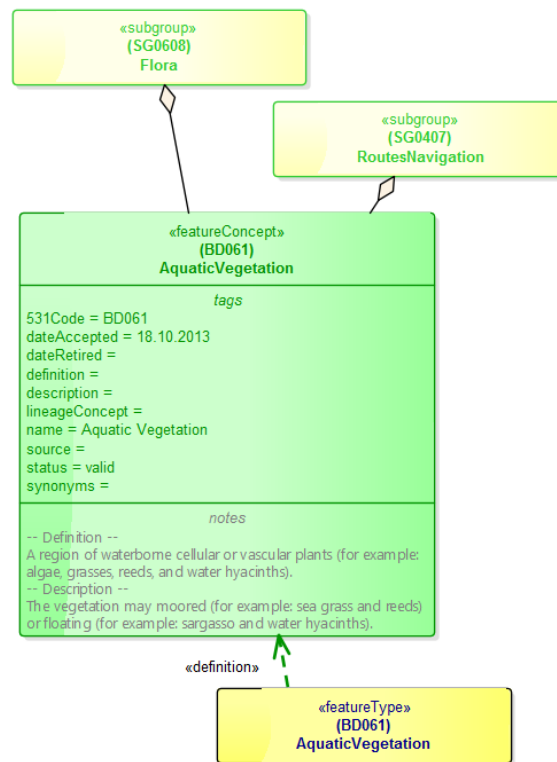 «subgroup»
(SG0608)
Flora
«subgroup»
(SG0407)
RoutesNavigation
«featureConcept»
(BD061)
AquaticVegetation
tags
531Code = BD061
dateAccepted = 18.10.2013
dateRetired =
definition =
description =
lineageConcept =
name = Aquatic Vegetation
source =
status = valid
synonyms =
notes
-- Definition --
A region of waterborne cellular or vascular plants (for example:
algae, grasses, reeds, and water hyacinths).
-- Description --
The vegetation may moored (for example: sea grass and reeds)
or floating (for example: sargasso and water hyacinths).
«definition»
«featureType»
(BD061)
AquaticVegetation